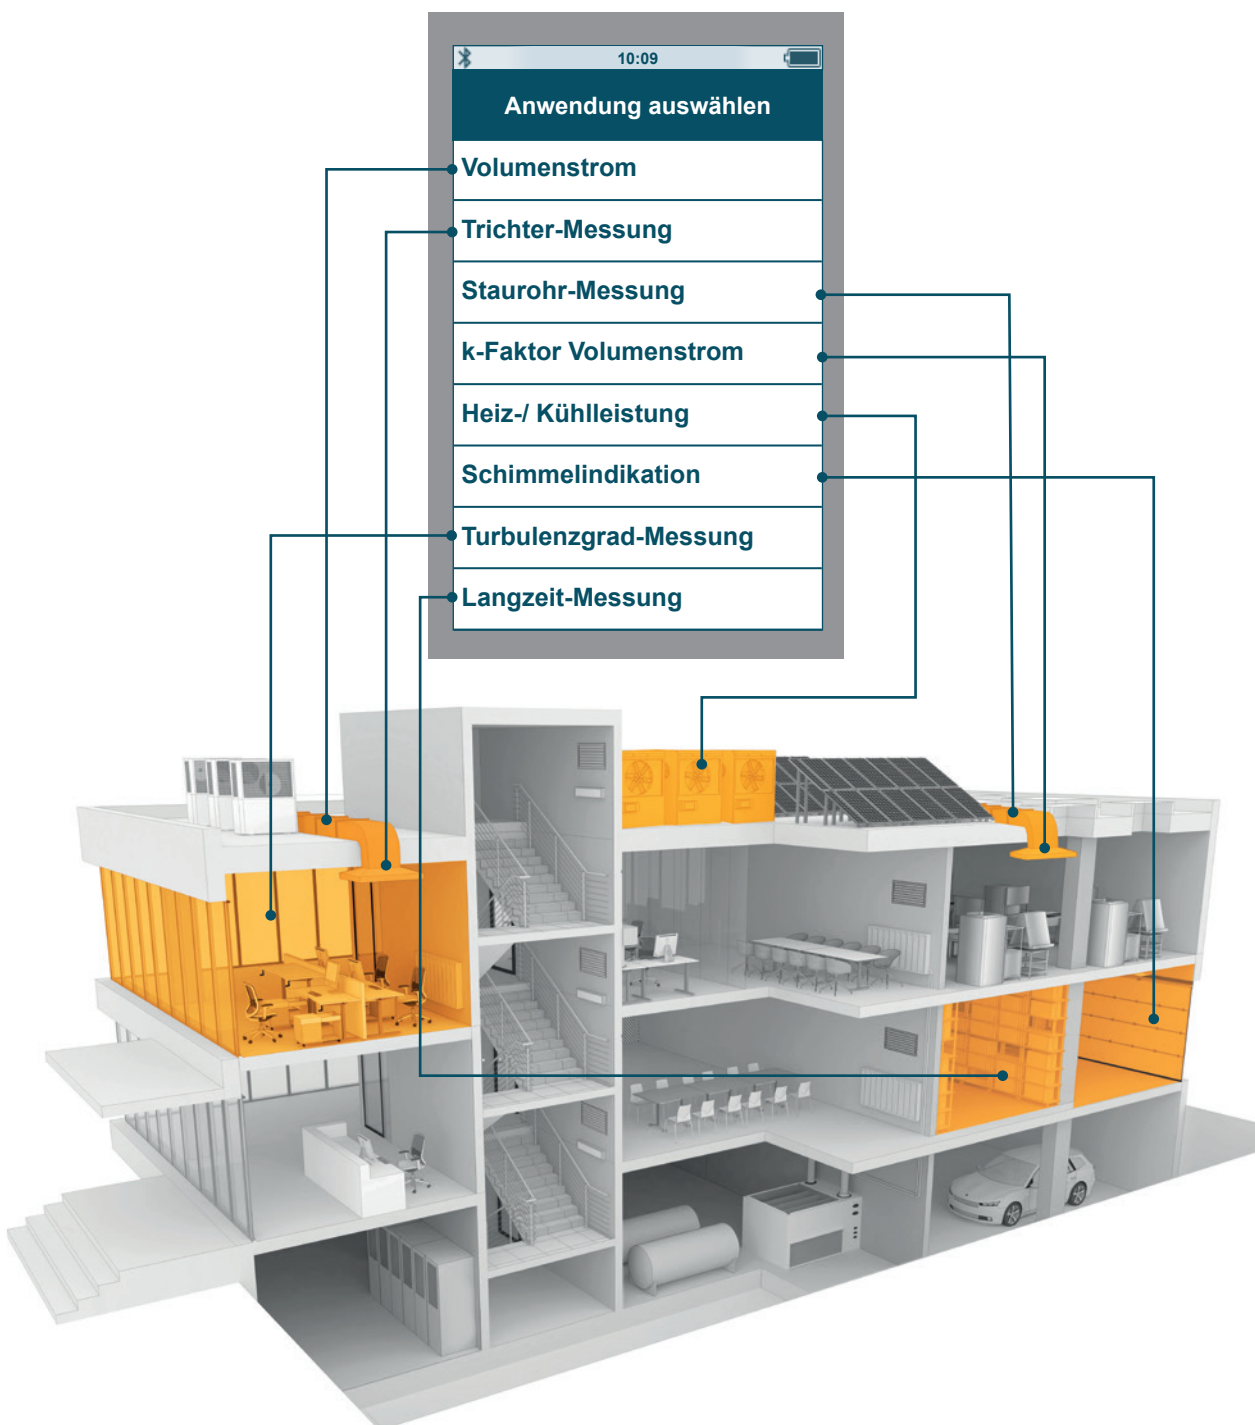 10:09
Anwendung auswählen
Volumenstrom
Trichter-Messung
Staurohr-Messung
k-Faktor Volumenstrom
Heiz-/ Kühlleistung
Schimmelindikation
Turbulenzgrad-Messung
Langzeit-Messung